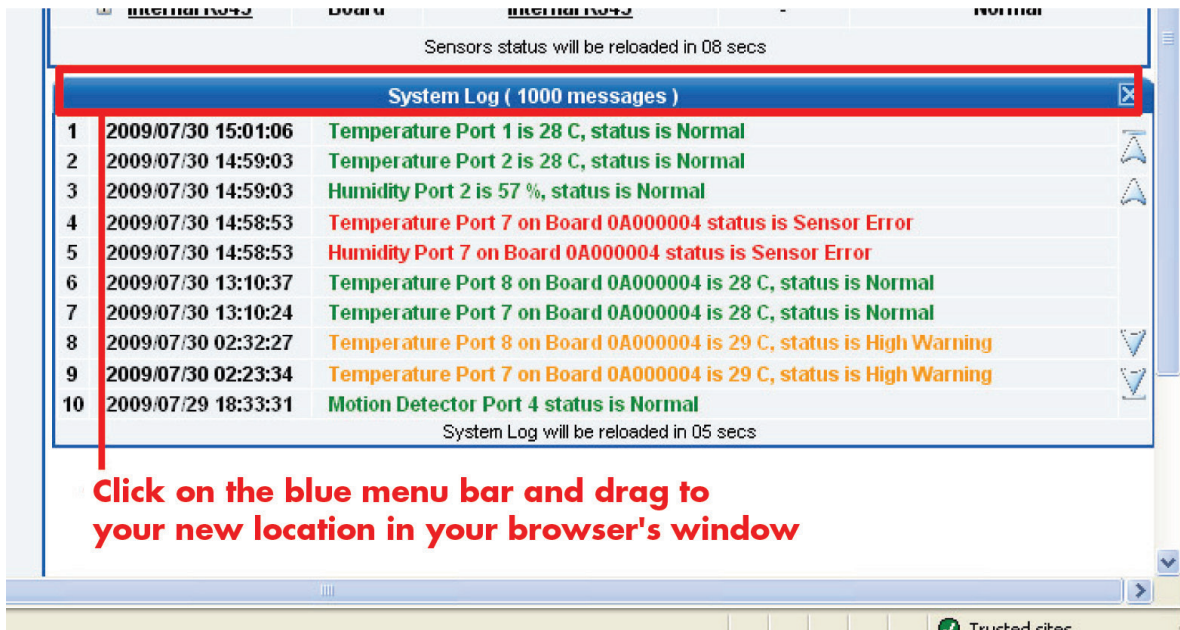 Internal RJ45 Board Internal RJ45 - Normal
Sensors status will be reloaded in 08 secs
System Log ( 1000 messages )
1 2009/07/30 15:01:06 Temperature Port 1 is 28 C, status is Normal
2 2009/07/30 14:59:03 Temperature Port 2 is 28 C, status is Normal
3 2009/07/30 14:59:03 Humidity Port 2 is 57 %, status is Normal
4 2009/07/30 14:58:53 Temperature Port 7 on Board 0A000004 status is Sensor Error
5 2009/07/30 14:58:53 Humidity Port 7 on Board 0A000004 status is Sensor Error
6 2009/07/30 13:10:37 Temperature Port 8 on Board 0A000004 is 28 C, status is Normal
7 2009/07/30 13:10:24 Temperature Port 7 on Board 0A000004 is 28 C, status is Normal
8 2009/07/30 02:32:27 Temperature Port 8 on Board 0A000004 is 29 C, status is High Warning
9 2009/07/30 02:23:34 Temperature Port 7 on Board 0A000004 is 29 C, status is High Warning
10 2009/07/29 18:33:31 Motion Detector Port 4 status is Normal
System Log will be reloaded in 05 secs
Click on the blue menu bar and drag to
your new location in your browser's window
Trusted sites